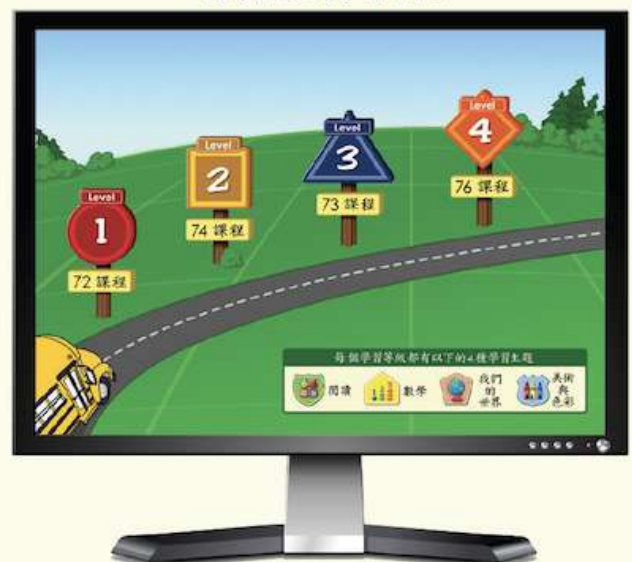 Level
1
72 課程
Level
2
74 課程
Level
3
73 課程
Level
4
76 課程
每個學習等級都有以下的4種學習主題
閱讀
數學
我們
的
世界
美術
與
色彩